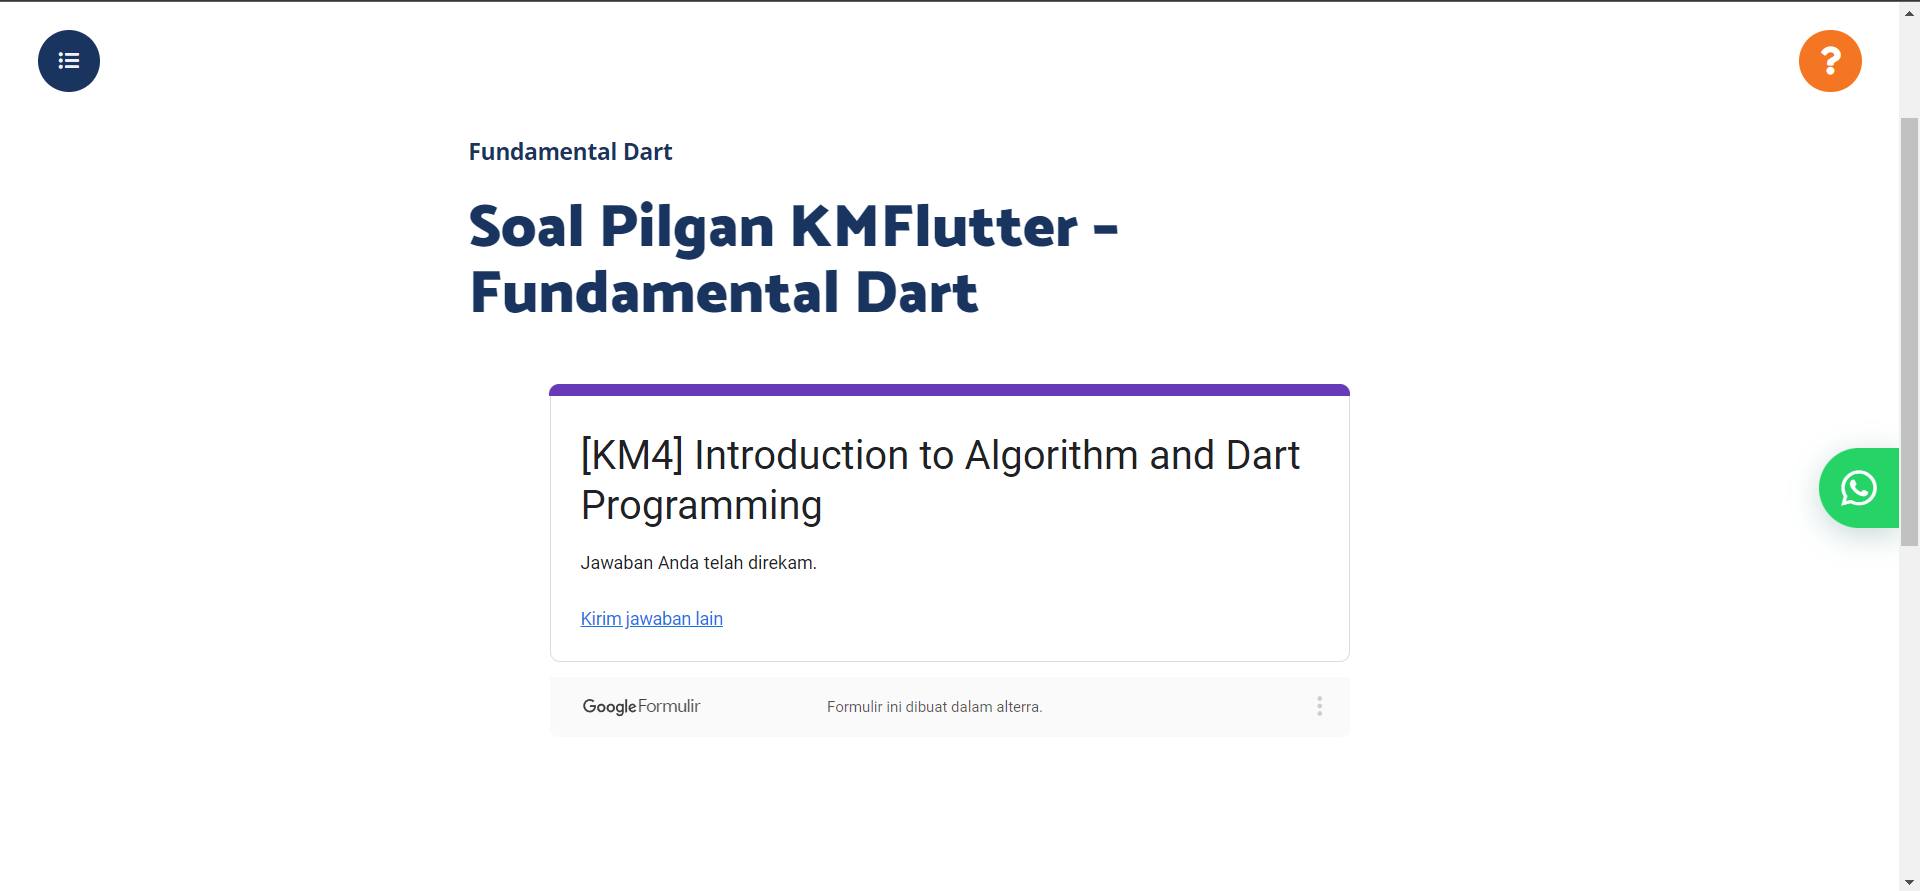 Fundamental Dart
Soal Pilgan KMFlutter –
Fundamental Dart
[KM4] Introduction to Algorithm and Dart
Programming
Jawaban Anda telah direkam.
Kirim jawaban lain
Google Formulir
Formulir ini dibuat dalam alterra.